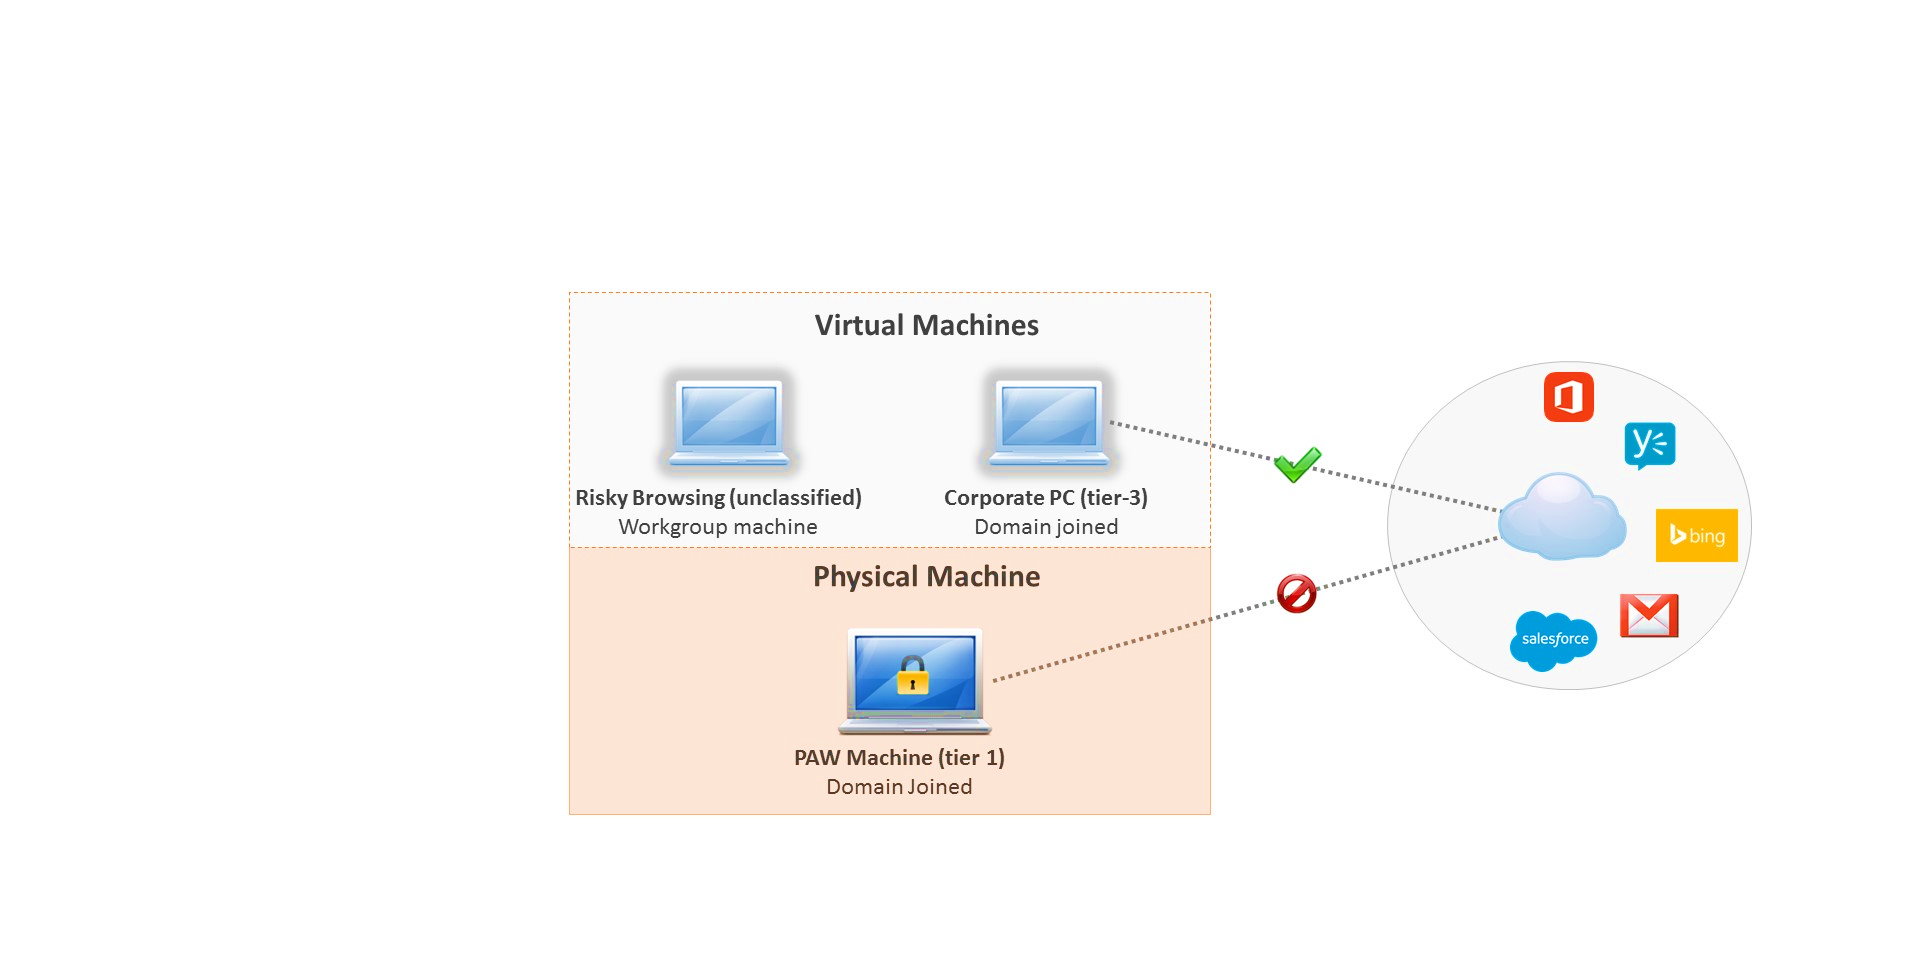 Virtual Machines
Risky Browsing (unclassified)
Workgroup machine
Corporate PC (tier-3)
Domain joined
Physical Machine
PAW Machine (tier 1)
Domain Joined
bing
salesforce